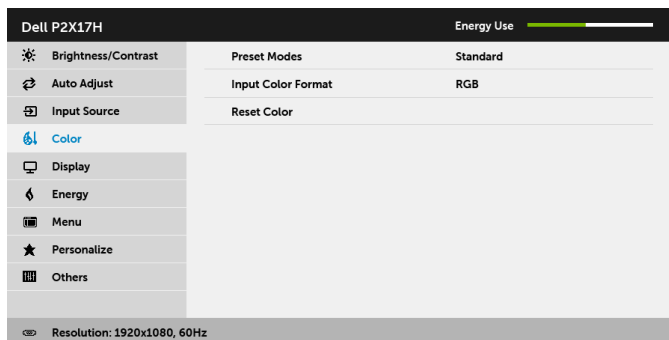 Dell P2X17H Energy Use
Brightness/Contrast Preset Modes Standard
Auto Adjust Input Color Format RGB
Input Source Reset Color
Color
Display
Energy
Menu
Personalize
Others
Resolution: 1920x1080, 60Hz